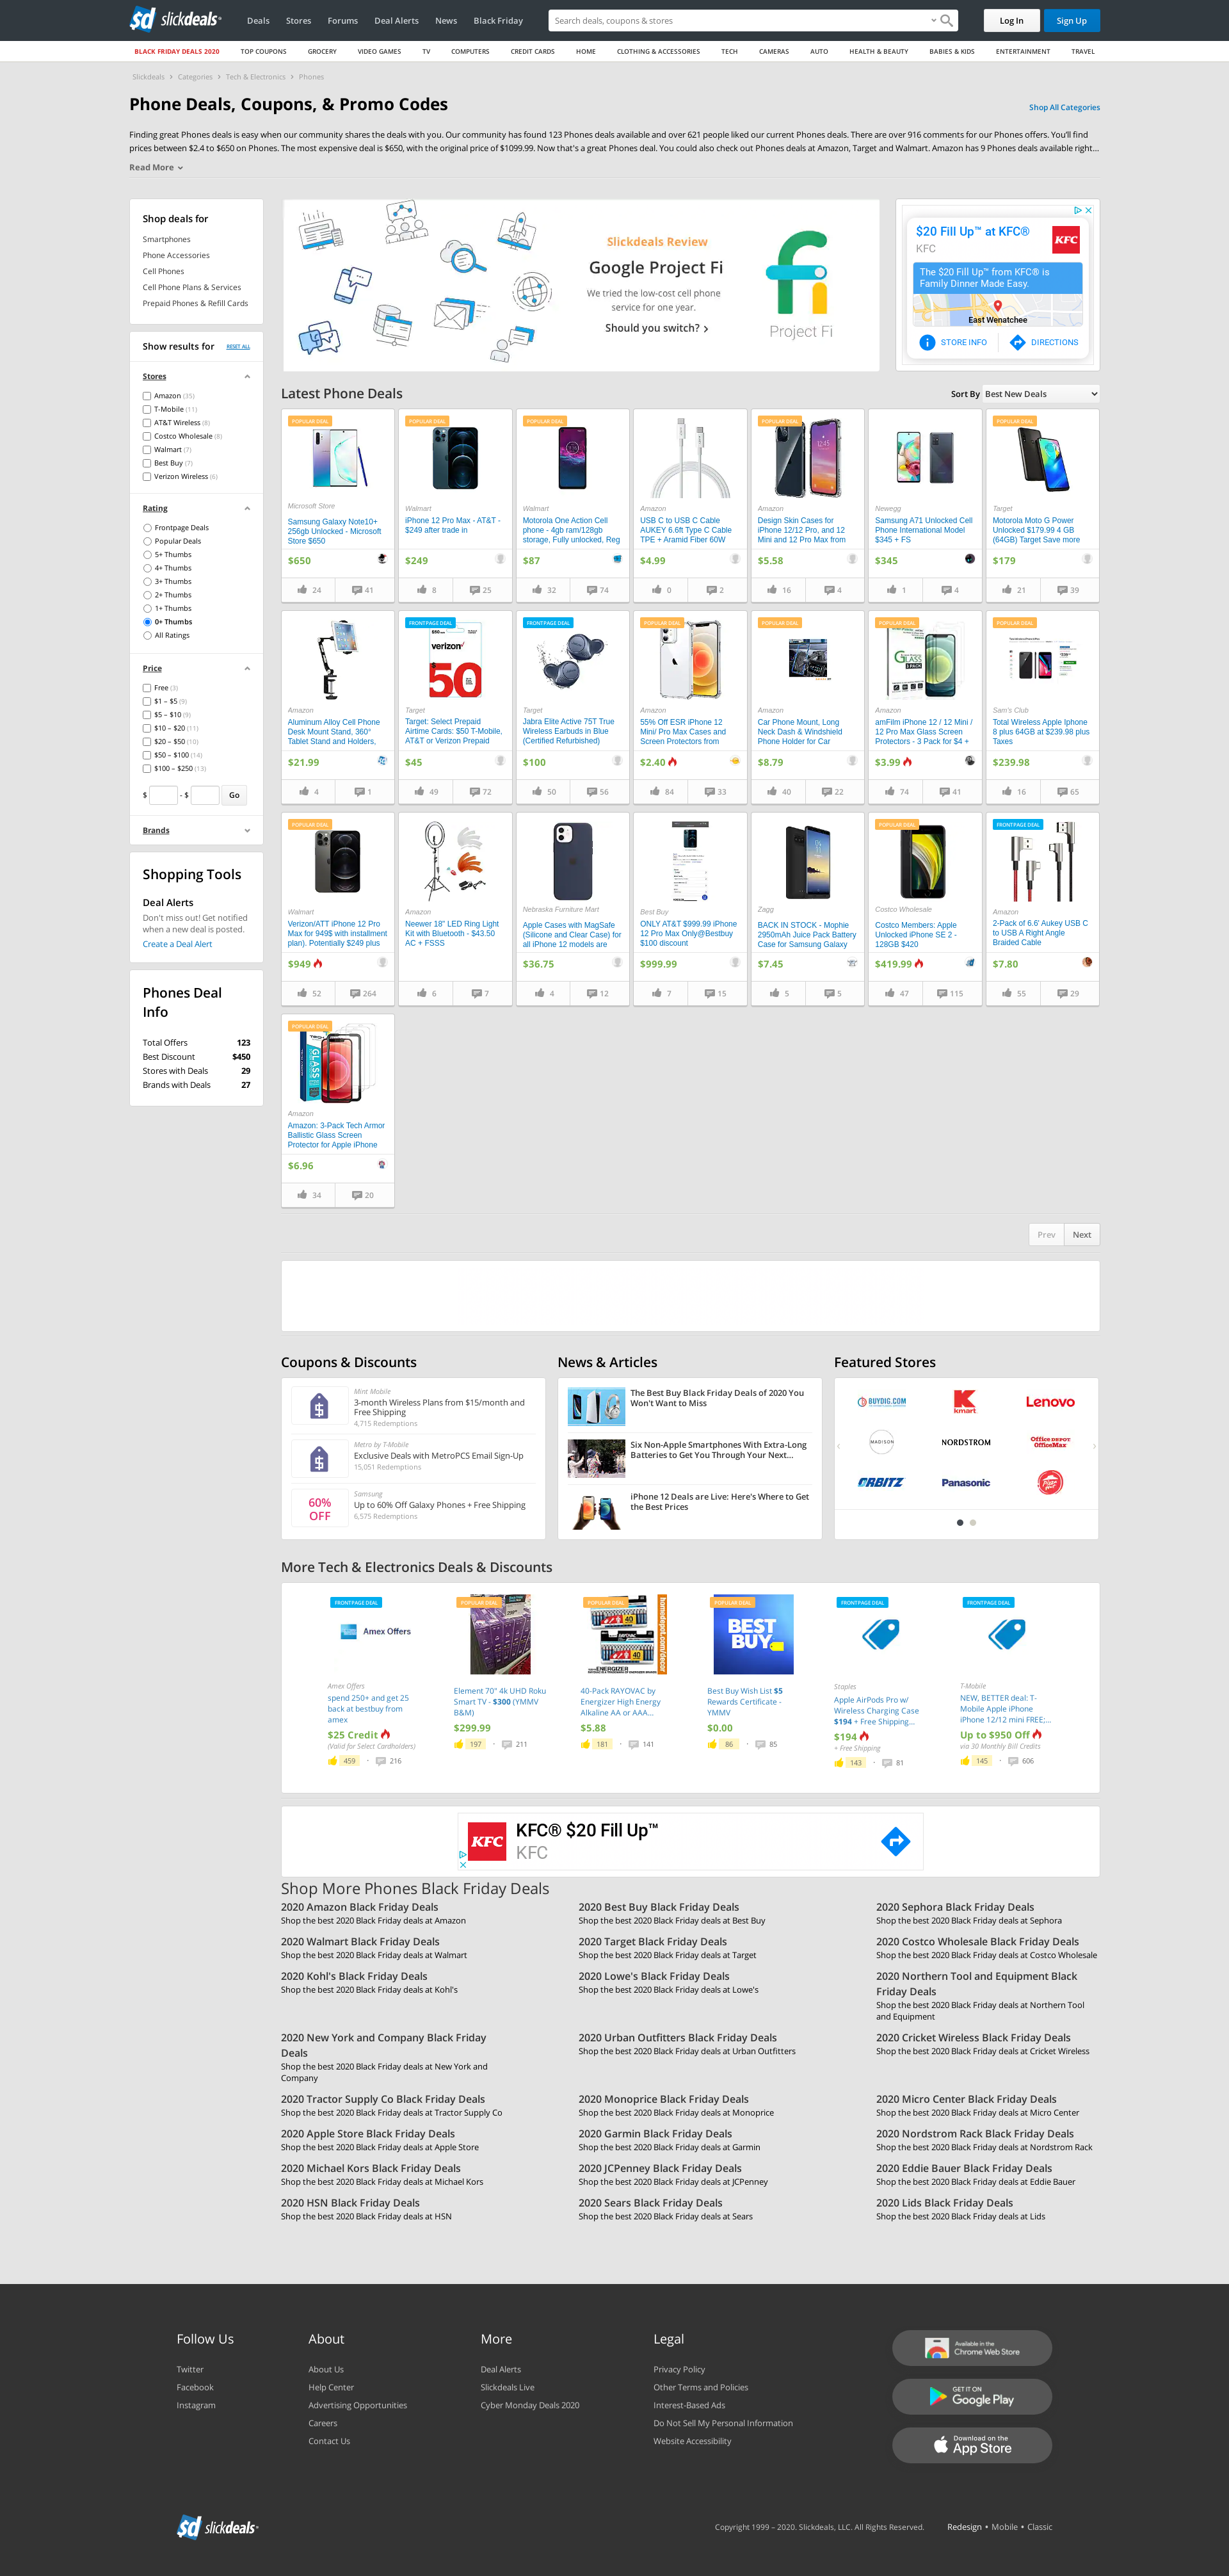 slickdeals
Deals
Stores
Forums
Deal Alerts
News
Black Friday
Search deals, coupons & stores
Log In
Sign Up
BLACK FRIDAY DEALS 2020
TOP COUPONS
GROCERY
VIDEO GAMES
TV
COMPUTERS
CREDIT CARDS
HOME
CLOTHING & ACCESSORIES
TECH
CAMERAS
AUTO
HEALTH & BEAUTY
BABIES & KIDS
ENTERTAINMENT
TRAVEL
Slickdeals > Categories > Tech & Electronics > Phones
Phone Deals, Coupons, & Promo Codes
Shop All Categories
Finding great Phones deals is easy when our community shares the deals with you. Our community has found 123 Phones deals available and over 621 people liked our current Phones deals. There are over 916 comments for our Phones offers. You'll find
prices between $2.4 to $650 on Phones. The most expensive deal is $650, with the original price of $1099.99. Now that's a great Phones deal. You could also check out Phones deals at Amazon, Target and Walmart. Amazon has 9 Phones deals available right...
Read More
Shop deals for
Smartphones
Phone Accessories
Cell Phones
Cell Phone Plans & Services
Prepaid Phones & Refill Cards
Show results for
RESET ALL
Stores
Amazon (35)
T-Mobile (11)
AT&T Wireless (8)
Costco Wholesale (8)
Walmart (7)
Best Buy (7)
Verizon Wireless (6)
Rating
Frontpage Deals
Popular Deals
5+ Thumbs
4+ Thumbs
3+ Thumbs
2+ Thumbs
1+ Thumbs
0+ Thumbs
All Ratings
Price
Free (3)
$1 – $5 (9)
$5 – $10 (9)
$10 – $20 (11)
$20 – $50 (10)
$50 – $100 (14)
$100 – $250 (13)
$ - $ Go
Brands
Shopping Tools
Deal Alerts
Don't miss out! Get notified
when a new deal is posted.
Create a Deal Alert
Phones Deal
Info
Total Offers 123
Best Discount $450
Stores with Deals 29
Brands with Deals 27
Slickdeals Review
Google Project Fi
We tried the low-cost cell phone
service for one year.
Should you switch? >
Project Fi
$20 Fill Up™ at KFC®
KFC
KFC
The $20 Fill Up™ from KFC® is
Family Dinner Made Easy.
East Wenatchee
STORE INFO
DIRECTIONS
Latest Phone Deals
Sort By Best New Deals
POPULAR DEAL
Microsoft Store
Samsung Galaxy Note10+
256gb Unlocked - Microsoft
Store $650
$650
24 41
POPULAR DEAL
Walmart
iPhone 12 Pro Max - AT&T -
$249 after trade in
$249
8 25
POPULAR DEAL
Walmart
Motorola One Action Cell
phone - 4gb ram/128gb
storage, Fully unlocked, Reg
$87
32 74
Amazon
USB C to USB C Cable
AUKEY 6.6ft Type C Cable
TPE + Aramid Fiber 60W
$4.99
0 2
POPULAR DEAL
Amazon
Design Skin Cases for
iPhone 12/12 Pro, and 12
Mini and 12 Pro Max from
$5.58
16 4
Newegg
Samsung A71 Unlocked Cell
Phone International Model
$345 + FS
$345
1 4
POPULAR DEAL
Target
Motorola Moto G Power
Unlocked $179.99 4 GB
(64GB) Target Save more
$179
21 39
Amazon
Aluminum Alloy Cell Phone
Desk Mount Stand, 360°
Tablet Stand and Holders,
$21.99
4 1
FRONTPAGE DEAL
verizon
50
Target
Target: Select Prepaid
Airtime Cards: $50 T-Mobile,
AT&T or Verizon Prepaid
$45
49 72
FRONTPAGE DEAL
Target
Jabra Elite Active 75T True
Wireless Earbuds in Blue
(Certified Refurbished)
$100
50 56
POPULAR DEAL
Amazon
55% Off ESR iPhone 12
Mini/ Pro Max Cases and
Screen Protectors from
$2.40
84 33
POPULAR DEAL
Amazon
Car Phone Mount, Long
Neck Dash & Windshield
Phone Holder for Car
$8.79
40 22
POPULAR DEAL
GLASS
Amazon
amFilm iPhone 12 / 12 Mini /
12 Pro Max Glass Screen
Protectors - 3 Pack for $4 +
$3.99
74 41
POPULAR DEAL
Sam's Club
Total Wireless Apple Iphone
8 plus 64GB at $239.98 plus
Taxes
$239.98
16 65
POPULAR DEAL
Walmart
Verizon/ATT iPhone 12 Pro
Max for 949$ with installment
plan). Potentially $249 plus
$949
52 264
Amazon
Neewer 18" LED Ring Light
Kit with Bluetooth - $43.50
AC + FSSS
6 7
Nebraska Furniture Mart
Apple Cases with MagSafe
(Silicone and Clear Case) for
all iPhone 12 models are
$36.75
4 12
Best Buy
ONLY AT&T $999.99 iPhone
12 Pro Max Only@Bestbuy
$100 discount
$999.99
7 15
Zagg
BACK IN STOCK - Mophie
2950mAh Juice Pack Battery
Case for Samsung Galaxy
$7.45
5 5
POPULAR DEAL
Costco Wholesale
Costco Members: Apple
Unlocked iPhone SE 2 -
128GB $420
$419.99
47 115
FRONTPAGE DEAL
Amazon
2-Pack of 6.6' Aukey USB C
to USB A Right Angle
Braided Cable
$7.80
55 29
POPULAR DEAL
GLASS
Amazon
Amazon: 3-Pack Tech Armor
Ballistic Glass Screen
Protector for Apple iPhone
$6.96
34 20
Prev
Next
Coupons & Discounts
Mint Mobile
3-month Wireless Plans from $15/month and
Free Shipping
4,715 Redemptions
Metro by T-Mobile
Exclusive Deals with MetroPCS Email Sign-Up
15,051 Redemptions
60%
OFF
Samsung
Up to 60% Off Galaxy Phones + Free Shipping
6,575 Redemptions
News & Articles
The Best Buy Black Friday Deals of 2020 You
Won't Want to Miss
Six Non-Apple Smartphones With Extra-Long
Batteries to Get You Through Your Next...
iPhone 12 Deals are Live: Here's Where to Get
the Best Prices
Featured Stores
BUYDIG.COM
kmart
Lenovo
MADISON
NORDSTROM
Office DEPOT
OfficeMax
ORBITZ
Panasonic
Pizza Hut
More Tech & Electronics Deals & Discounts
FRONTPAGE DEAL
Amex Offers
Amex Offers
spend 250+ and get 25
back at bestbuy from
amex
$25 Credit
(Valid for Select Cardholders)
459 · 216
POPULAR DEAL
Element 70" 4k UHD Roku
Smart TV - $300 (YMMV
B&M)
$299.99
197 · 211
POPULAR DEAL
homedepot.com/decor
ENERGIZER
40-Pack RAYOVAC by
Energizer High Energy
Alkaline AA or AAA...
$5.88
181 · 141
POPULAR DEAL
BEST
BUY
Best Buy Wish List $5
Rewards Certificate -
YMMV
$0.00
86 · 85
FRONTPAGE DEAL
Staples
Apple AirPods Pro w/
Wireless Charging Case
$194 + Free Shipping...
$194
+ Free Shipping
143 · 81
FRONTPAGE DEAL
T-Mobile
NEW, BETTER deal: T-
Mobile Apple iPhone
iPhone 12/12 mini FREE;...
Up to $950 Off
via 30 Monthly Bill Credits
145 · 606
KFC
KFC® $20 Fill Up™
KFC
Shop More Phones Black Friday Deals
2020 Amazon Black Friday Deals
Shop the best 2020 Black Friday deals at Amazon
2020 Best Buy Black Friday Deals
Shop the best 2020 Black Friday deals at Best Buy
2020 Sephora Black Friday Deals
Shop the best 2020 Black Friday deals at Sephora
2020 Walmart Black Friday Deals
Shop the best 2020 Black Friday deals at Walmart
2020 Target Black Friday Deals
Shop the best 2020 Black Friday deals at Target
2020 Costco Wholesale Black Friday Deals
Shop the best 2020 Black Friday deals at Costco Wholesale
2020 Kohl's Black Friday Deals
Shop the best 2020 Black Friday deals at Kohl's
2020 Lowe's Black Friday Deals
Shop the best 2020 Black Friday deals at Lowe's
2020 Northern Tool and Equipment Black
Friday Deals
Shop the best 2020 Black Friday deals at Northern Tool
and Equipment
2020 New York and Company Black Friday
Deals
Shop the best 2020 Black Friday deals at New York and
Company
2020 Urban Outfitters Black Friday Deals
Shop the best 2020 Black Friday deals at Urban Outfitters
2020 Cricket Wireless Black Friday Deals
Shop the best 2020 Black Friday deals at Cricket Wireless
2020 Tractor Supply Co Black Friday Deals
Shop the best 2020 Black Friday deals at Tractor Supply Co
2020 Monoprice Black Friday Deals
Shop the best 2020 Black Friday deals at Monoprice
2020 Micro Center Black Friday Deals
Shop the best 2020 Black Friday deals at Micro Center
2020 Apple Store Black Friday Deals
Shop the best 2020 Black Friday deals at Apple Store
2020 Garmin Black Friday Deals
Shop the best 2020 Black Friday deals at Garmin
2020 Nordstrom Rack Black Friday Deals
Shop the best 2020 Black Friday deals at Nordstrom Rack
2020 Michael Kors Black Friday Deals
Shop the best 2020 Black Friday deals at Michael Kors
2020 JCPenney Black Friday Deals
Shop the best 2020 Black Friday deals at JCPenney
2020 Eddie Bauer Black Friday Deals
Shop the best 2020 Black Friday deals at Eddie Bauer
2020 HSN Black Friday Deals
Shop the best 2020 Black Friday deals at HSN
2020 Sears Black Friday Deals
Shop the best 2020 Black Friday deals at Sears
2020 Lids Black Friday Deals
Shop the best 2020 Black Friday deals at Lids
Follow Us
Twitter
Facebook
Instagram
About
About Us
Help Center
Advertising Opportunities
Careers
Contact Us
More
Deal Alerts
Slickdeals Live
Cyber Monday Deals 2020
Legal
Privacy Policy
Other Terms and Policies
Interest-Based Ads
Do Not Sell My Personal Information
Website Accessibility
Available in the
Chrome Web Store
GET IT ON
Google Play
Download on the
App Store
slickdeals
Copyright 1999 – 2020. Slickdeals, LLC. All Rights Reserved.
Redesign • Mobile • Classic